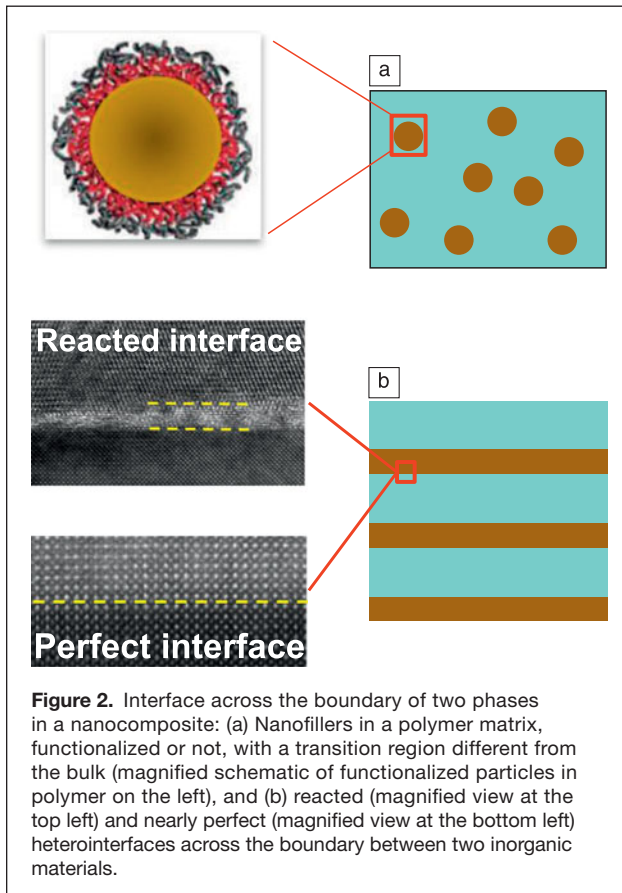 a
Reacted interface
b
Perfect interface
Figure 2. Interface across the boundary of two phases
in a nanocomposite: (a) Nanofillers in a polymer matrix,
functionalized or not, with a transition region different from
the bulk (magnified schematic of functionalized particles in
polymer on the left), and (b) reacted (magnified view at the
top left) and nearly perfect (magnified view at the bottom left)
heterointerfaces across the boundary between two inorganic
materials.